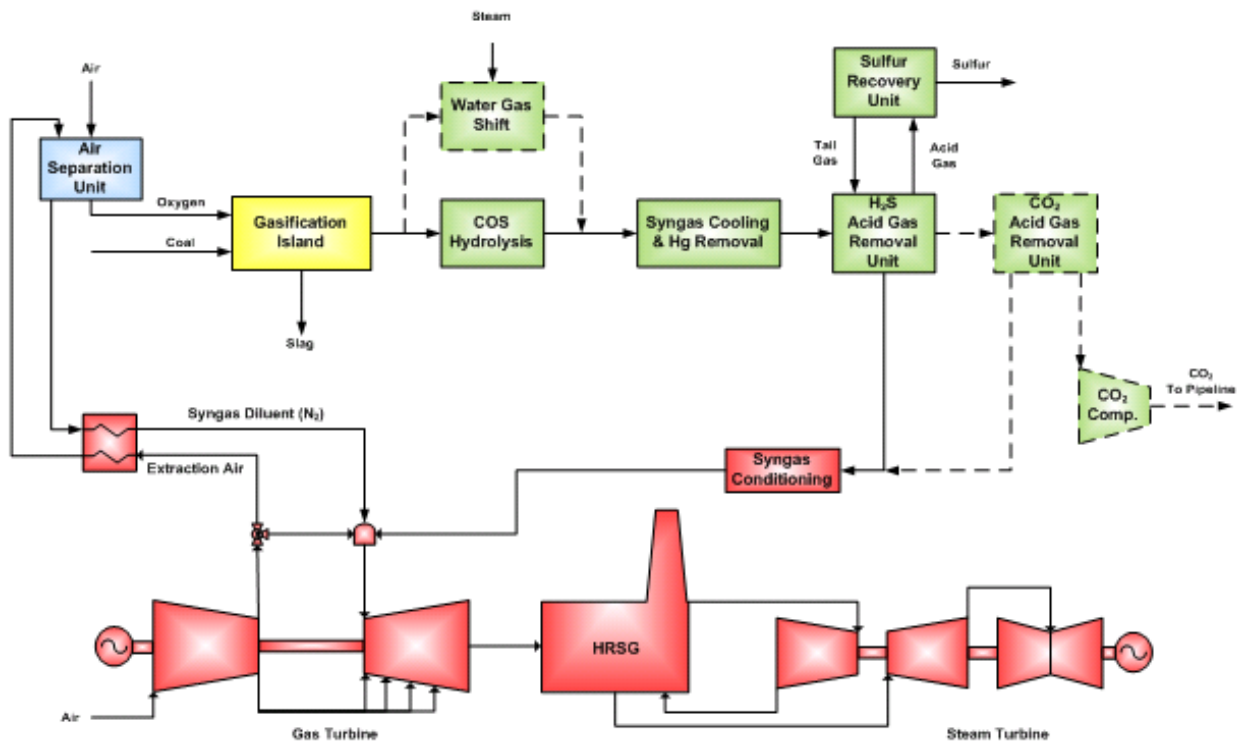 Steam
Air
Sulfur
Recovery
Unit
Sulfur
Water Gas
Shift
Tail
Gas
Acid
Gas
Air
Separation
Unit
Oxygen
Coal
Gasification
Island
COS
Hydrolysis
Syngas Cooling
& Hg Removal
H₂S
Acid Gas
Removal
Unit
CO₂
Acid Gas
Removal
Unit
Slag
CO₂
To Pipeline
CO₂
Comp.
Syngas Diluent (N₂)
Extraction Air
Syngas
Conditioning
HRSG
Air
Gas Turbine
Steam Turbine